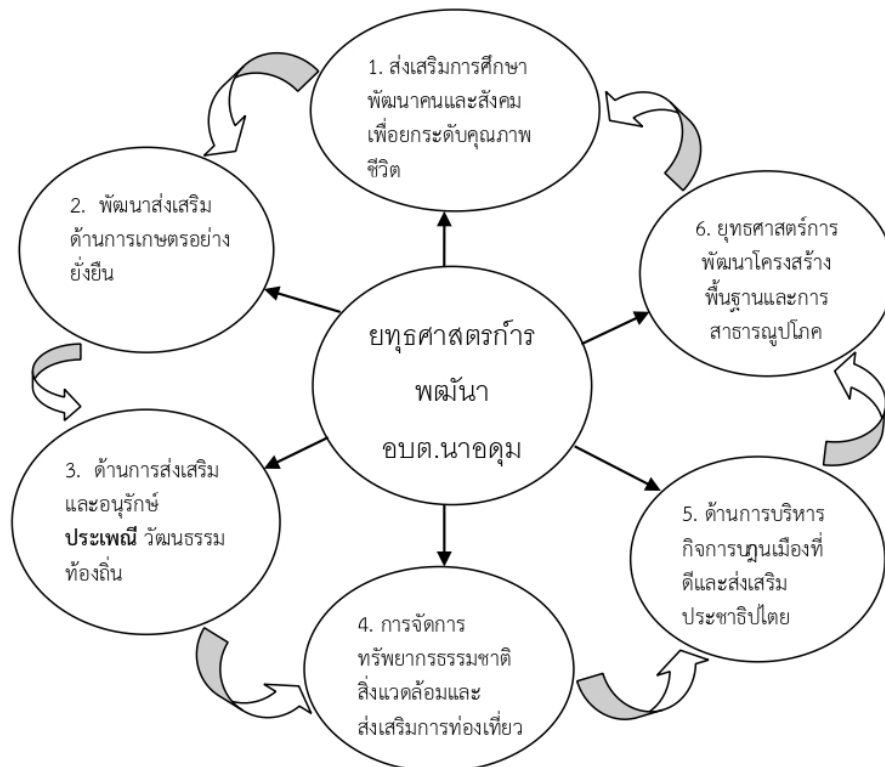 1. ส่งเสริมการศึกษา
พัฒนาคนและสังคม
เพื่อยกระดับคุณภาพ
ชีวิต
2. พัฒนาส่งเสริม
ด้านการเกษตรอย่าง
ยั่งยืน
6. ยุทธศาสตร์การ
พัฒนาโครงสร้าง
พื้นฐานและการ
สาธารณูปโภค
ยทุธศาสตรก์าร
พฒันา
อบต.นาอดุม
3. ด้านการส่งเสริม
และอนุรักษ์
ประเพณี วัฒนธรรม
ท้องถิ่น
5. ด้านการบริหาร
กิจการบฎนเมืองที่
ดีและส่งเสริม
ประชาธิปไตย
4. การจัดการ
ทรัพยากรธรรมชาติ
สิ่งแวดล้อมและ
ส่งเสริมการท่องเที่ยว